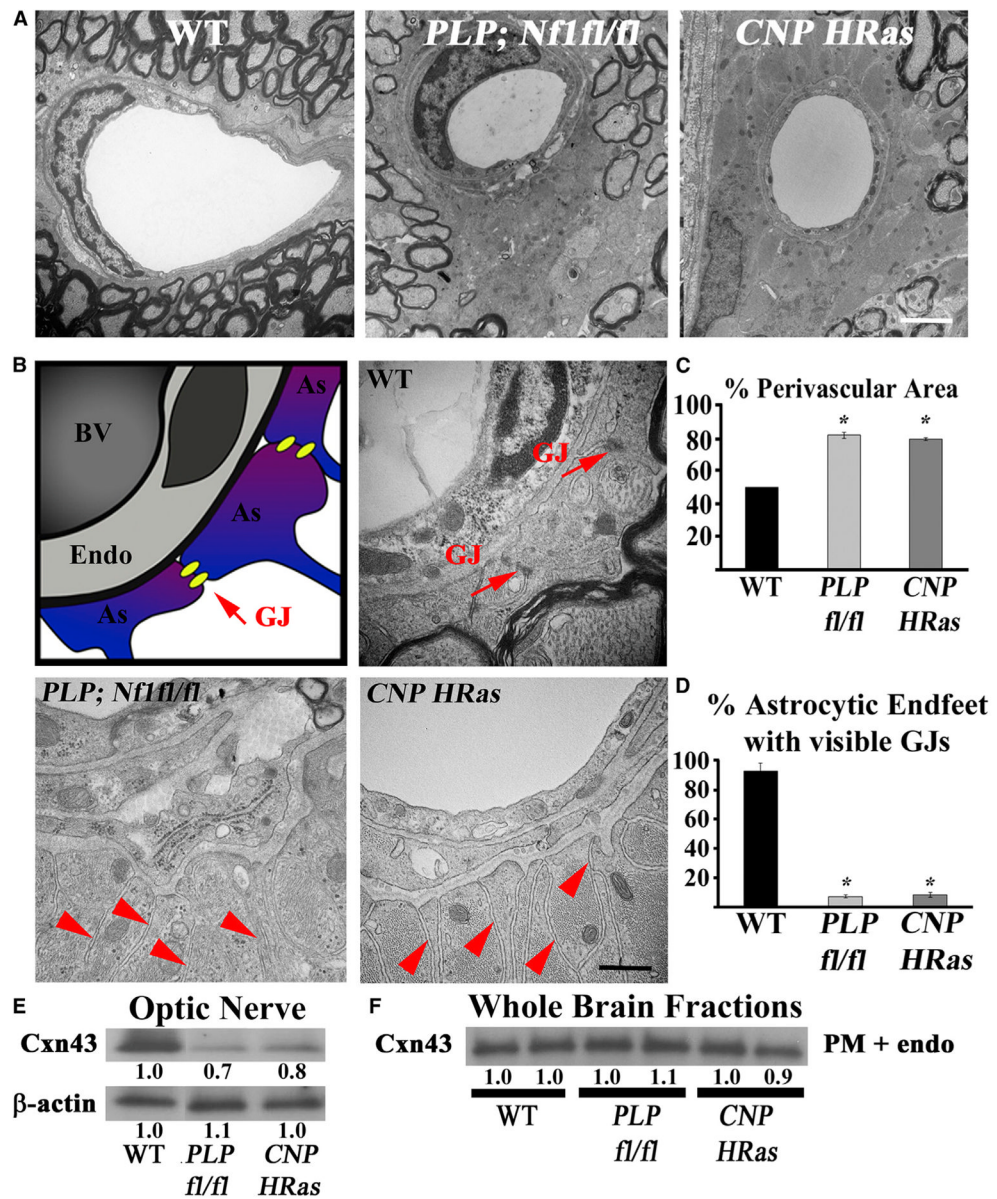 A
WT
PLP; Nf1fl/fl
CNP HRas
B
BV
Endo
As
As
As
GJ
WT
GJ
GJ
PLP; Nf1fl/fl
CNP HRas
C
% Perivascular Area
100
80
60
40
20
*
*
WT
PLP
fl/fl
CNP
HRas
D
% Astrocytic Endfeet
with visible GJs
100
80
60
40
20
*
*
WT
PLP
fl/fl
CNP
HRas
E
Optic Nerve
Cxn43
1.0 0.7 0.8
β-actin
1.0 1.1 1.0
WT PLP CNP
fl/fl HRas
F
Whole Brain Fractions
Cxn43
PM + endo
1.0 1.0 1.0 1.1 1.0 0.9
WT PLP CNP
fl/fl HRas